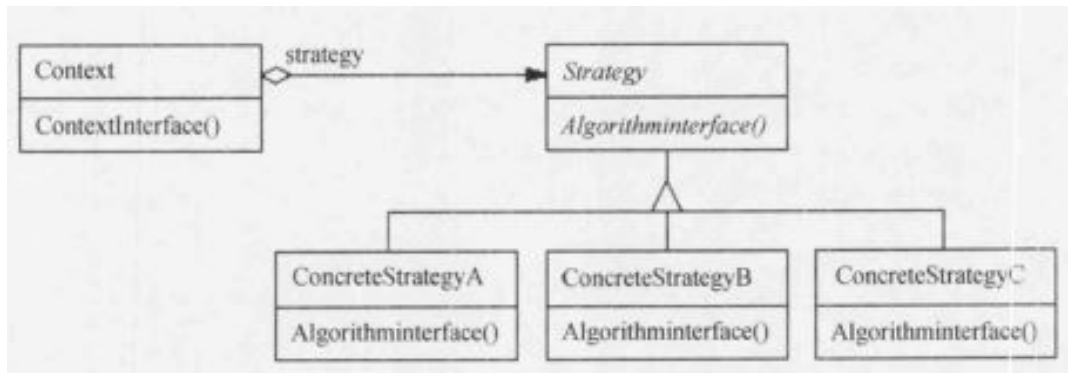 Context
strategy
Strategy
ContextInterface()
Algorithminterface()
ConcreteStrategyA
ConcreteStrategyB
ConcreteStrategyC
Algorithminterface()
Algorithminterface()
Algorithminterface()